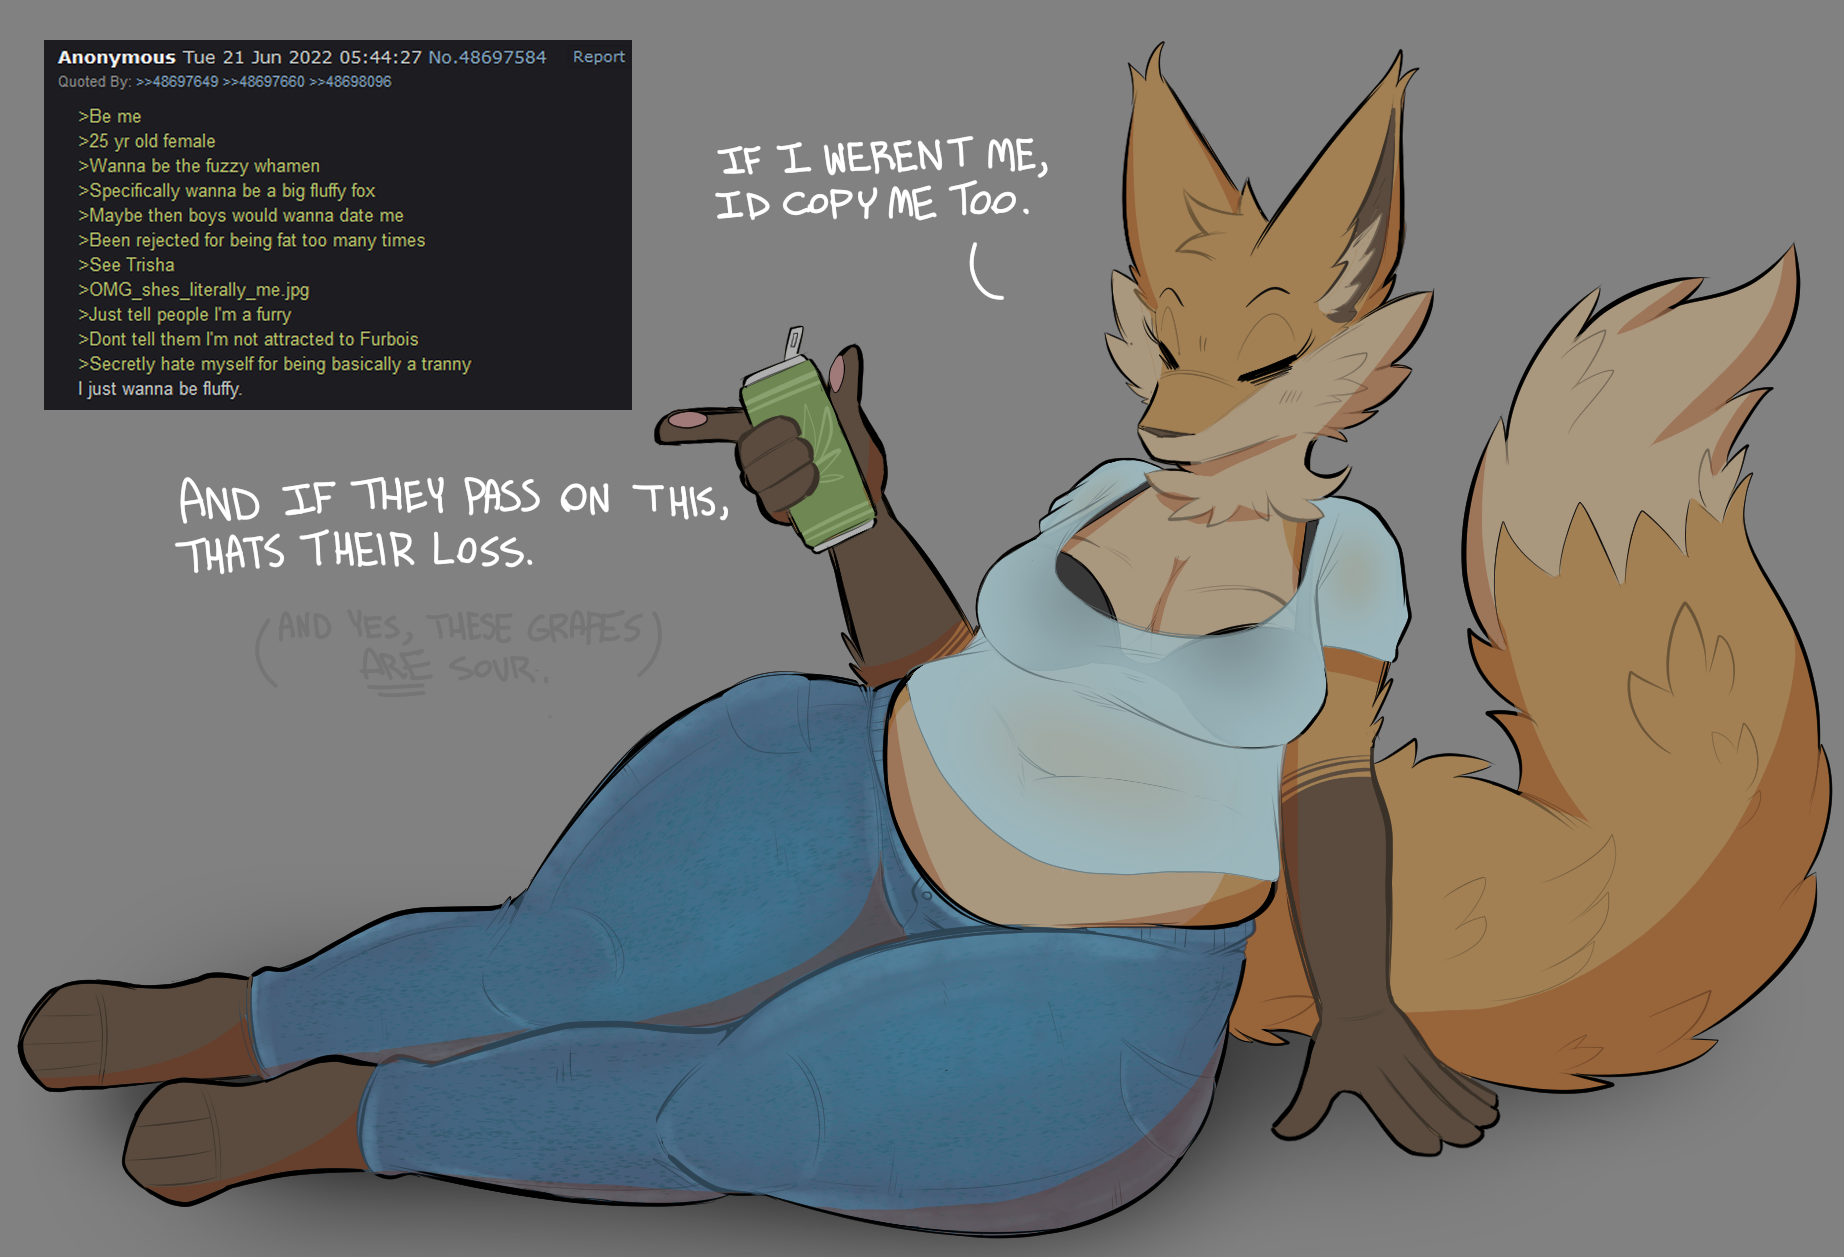 Anonymous Tue 21 Jun 2022 05:44:27 No.48697584 Report
Quoted By: >>48697649 >>48697660 >>48698096
>Be me
>25 yr old female
>Wanna be the fuzzy whamen
>Specifically wanna be a big fluffy fox
>Maybe then boys would wanna date me
>Been rejected for being fat too many times
>See Trisha
>OMG_shes_literally_me.jpg
>Just tell people I'm a furry
>Dont tell them I'm not attracted to Furbois
>Secretly hate myself for being basically a tranny
I just wanna be fluffy.
IF I WERENT ME,
ID COPY ME TOO.
AND IF THEY PASS ON THIS,
THATS THEIR LOSS.
(AND YES, THESE GRAPES
ARE SOUR.)